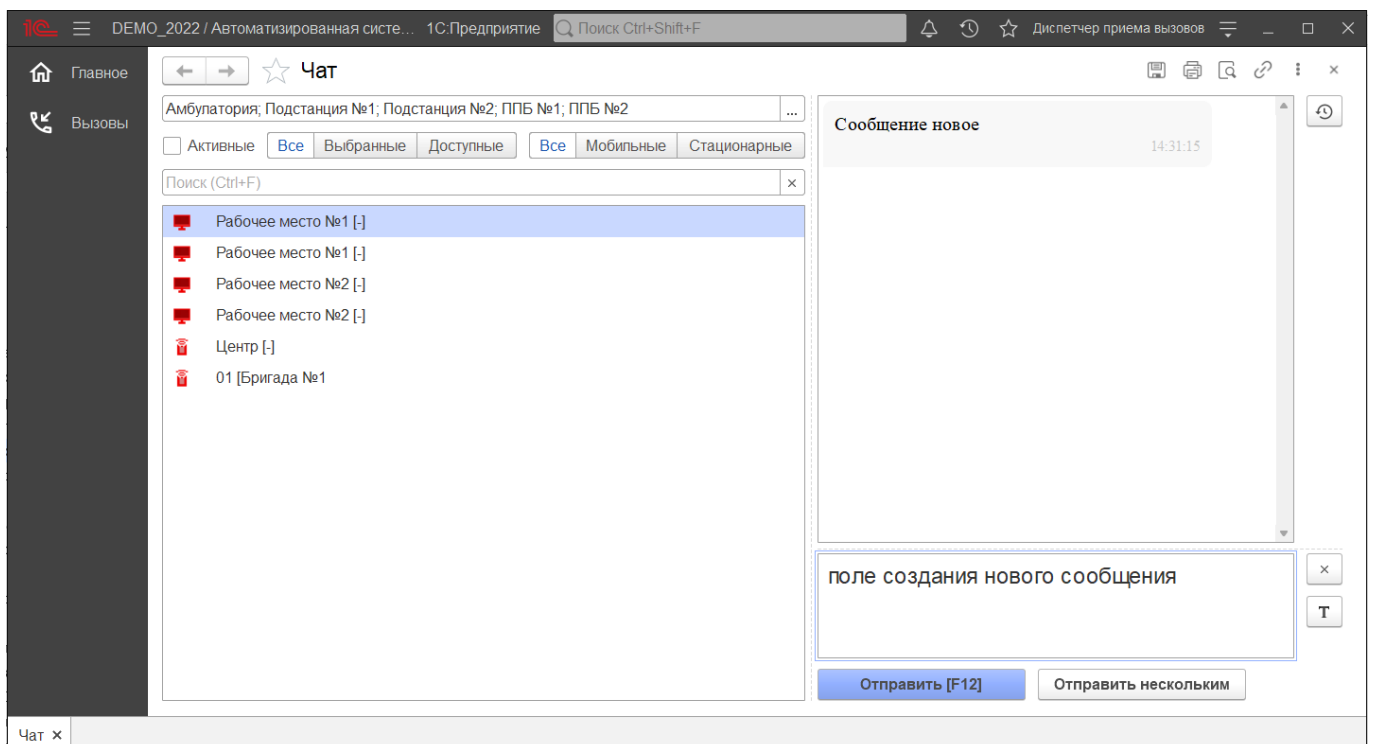 1С DEMO_2022 / Автоматизированная систе... 1С:Предприятие Поиск Ctrl+Shift+F Диспетчер приема вызовов
Главное
Вызовы
Чат
Амбулатория; Подстанция №1; Подстанция №2; ППБ №1; ППБ №2 ...
Активные Все Выбранные Доступные Все Мобильные Стационарные
Поиск (Ctrl+F) ×
Рабочее место №1 [-]
Рабочее место №1 [-]
Рабочее место №2 [-]
Рабочее место №2 [-]
Центр [-]
01 [Бригада №1
Сообщение новое
14:31:15
поле создания нового сообщения
T
Отправить [F12] Отправить нескольким
Чат ×